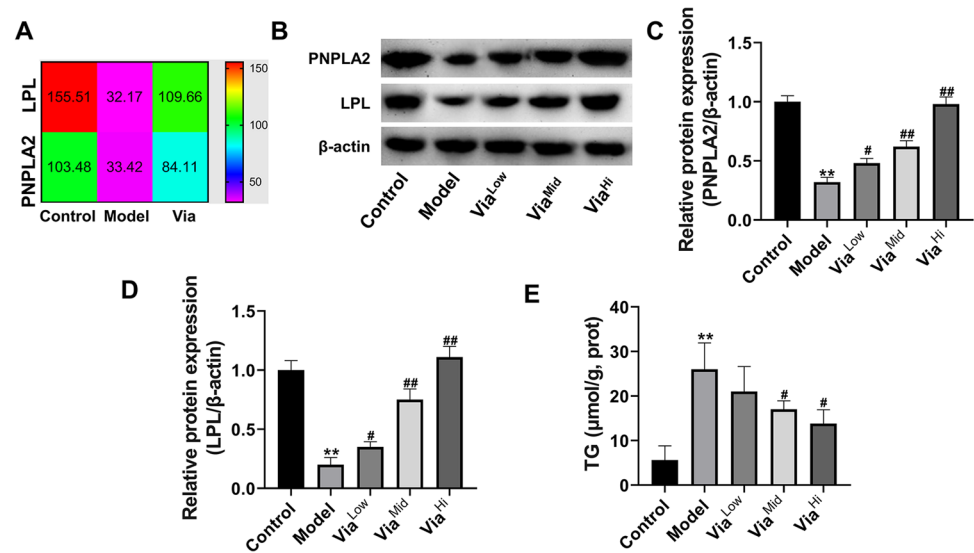 A
LPL
PNPLA2
155.51 32.17 109.66
103.48 33.42 84.11
Control Model Via
150
100
50
B
PNPLA2
LPL
β-actin
Control Model ViaLow ViaMid ViaHi
C
Relative protein expression
(PNPLA2/β-actin)
1.5
1.0
0.5
0.0
** # ## ##
Control Model ViaLow ViaMid ViaHi
D
Relative protein expression
(LPL/β-actin)
1.5
1.0
0.5
0.0
** # ## ##
Control Model ViaLow ViaMid ViaHi
E
TG (μmol/g, prot)
40
30
20
10
0
** # #
Control Model ViaLow ViaMid ViaHi